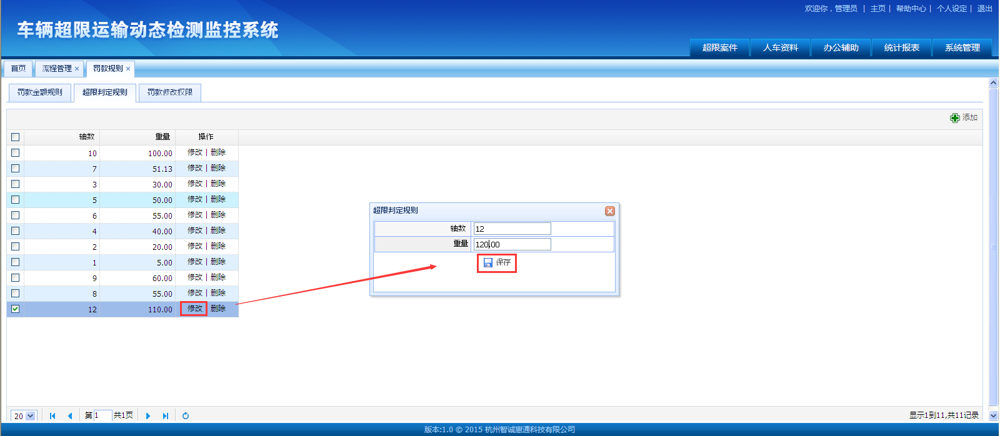 欢迎你，管理员 | 主页 | 帮助中心 | 个人设定 | 退出
车辆超限运输动态检测监控系统
超限案件 人车资料 办公辅助 统计报表 系统管理
首页 流程管理 × 罚款规则 ×
罚款金额规则 超限判定规则 罚款修改权限
添加
轴数 重量 操作
10 100.00 修改 | 删除
7 51.13 修改 | 删除
3 30.00 修改 | 删除
5 50.00 修改 | 删除
6 55.00 修改 | 删除
4 40.00 修改 | 删除
2 20.00 修改 | 删除
1 5.00 修改 | 删除
9 60.00 修改 | 删除
8 55.00 修改 | 删除
12 110.00 修改 删除
超限判定规则
轴数 12
重量 120.00
保存
20 第 1 共1页 显示1到11,共11记录
版本:1.0 © 2015 杭州智诚惠通科技有限公司